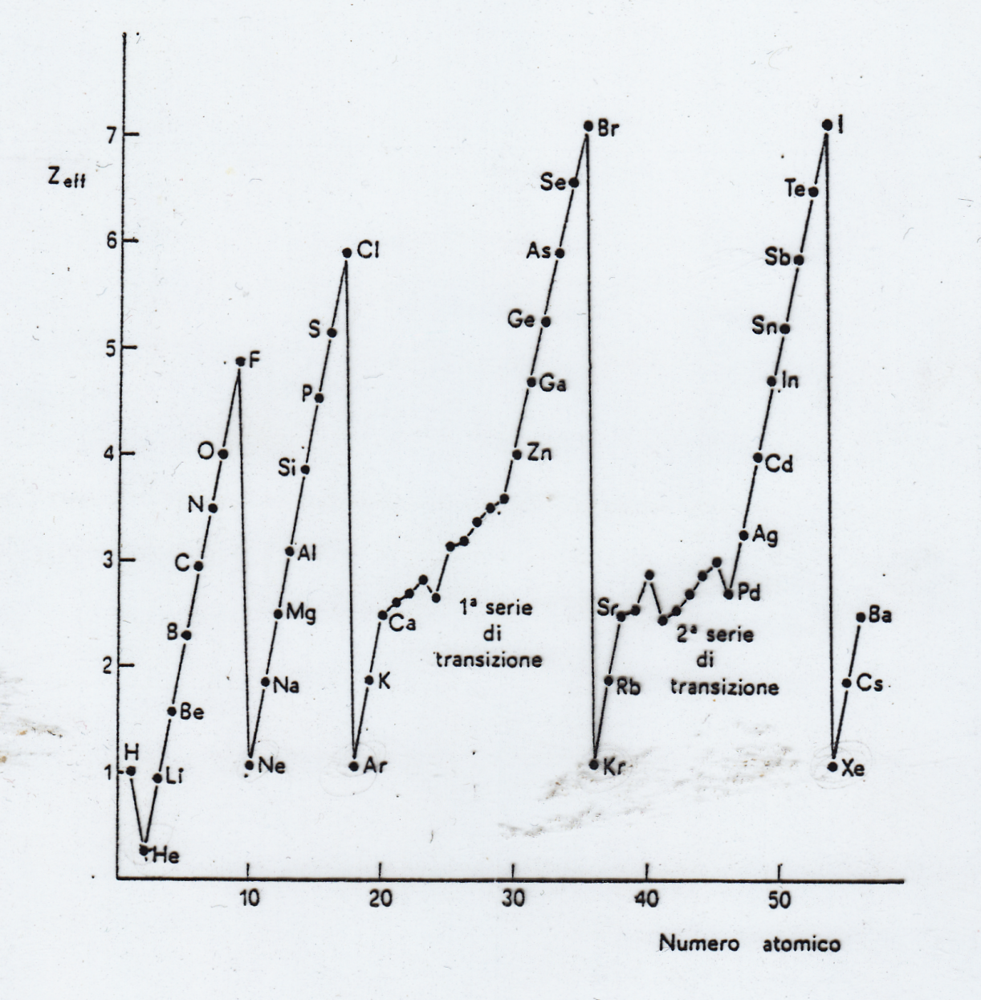 7
Br
I
Se
Te
Zeff
6
Cl
As
Sb
Ge
Sn
S
5
F
Ga
In
P
4
O
Si
Zn
Cd
N
Ag
3
C
Al
Pd
Mg
Ca
1ª serie
di
transizione
Sr
2ª serie
di
transizione
Ba
B
2
Na
K
Rb
Cs
Be
H
1
Li
Ne
Ar
Kr
Xe
He
10 20 30 40 50
Numero atomico